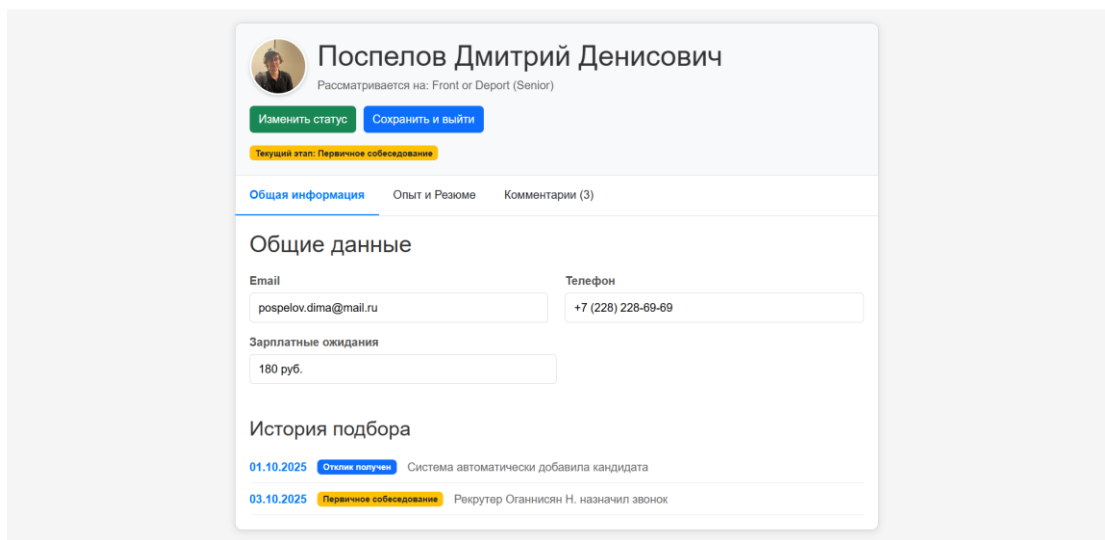 Поспелов Дмитрий Денисович
Рассматривается на: Front or Deport (Senior)
Изменить статус Сохранить и выйти
Текущий этап: Первичное собеседование
Общая информация Опыт и Резюме Комментарии (3)
Общие данные
Email Телефон
pospelov.dima@mail.ru +7 (228) 228-69-69
Зарплатные ожидания
180 руб.
История подбора
01.10.2025 Отклик получен Система автоматически добавила кандидата
03.10.2025 Первичное собеседование Рекрутер Оганнисян Н. назначил звонок